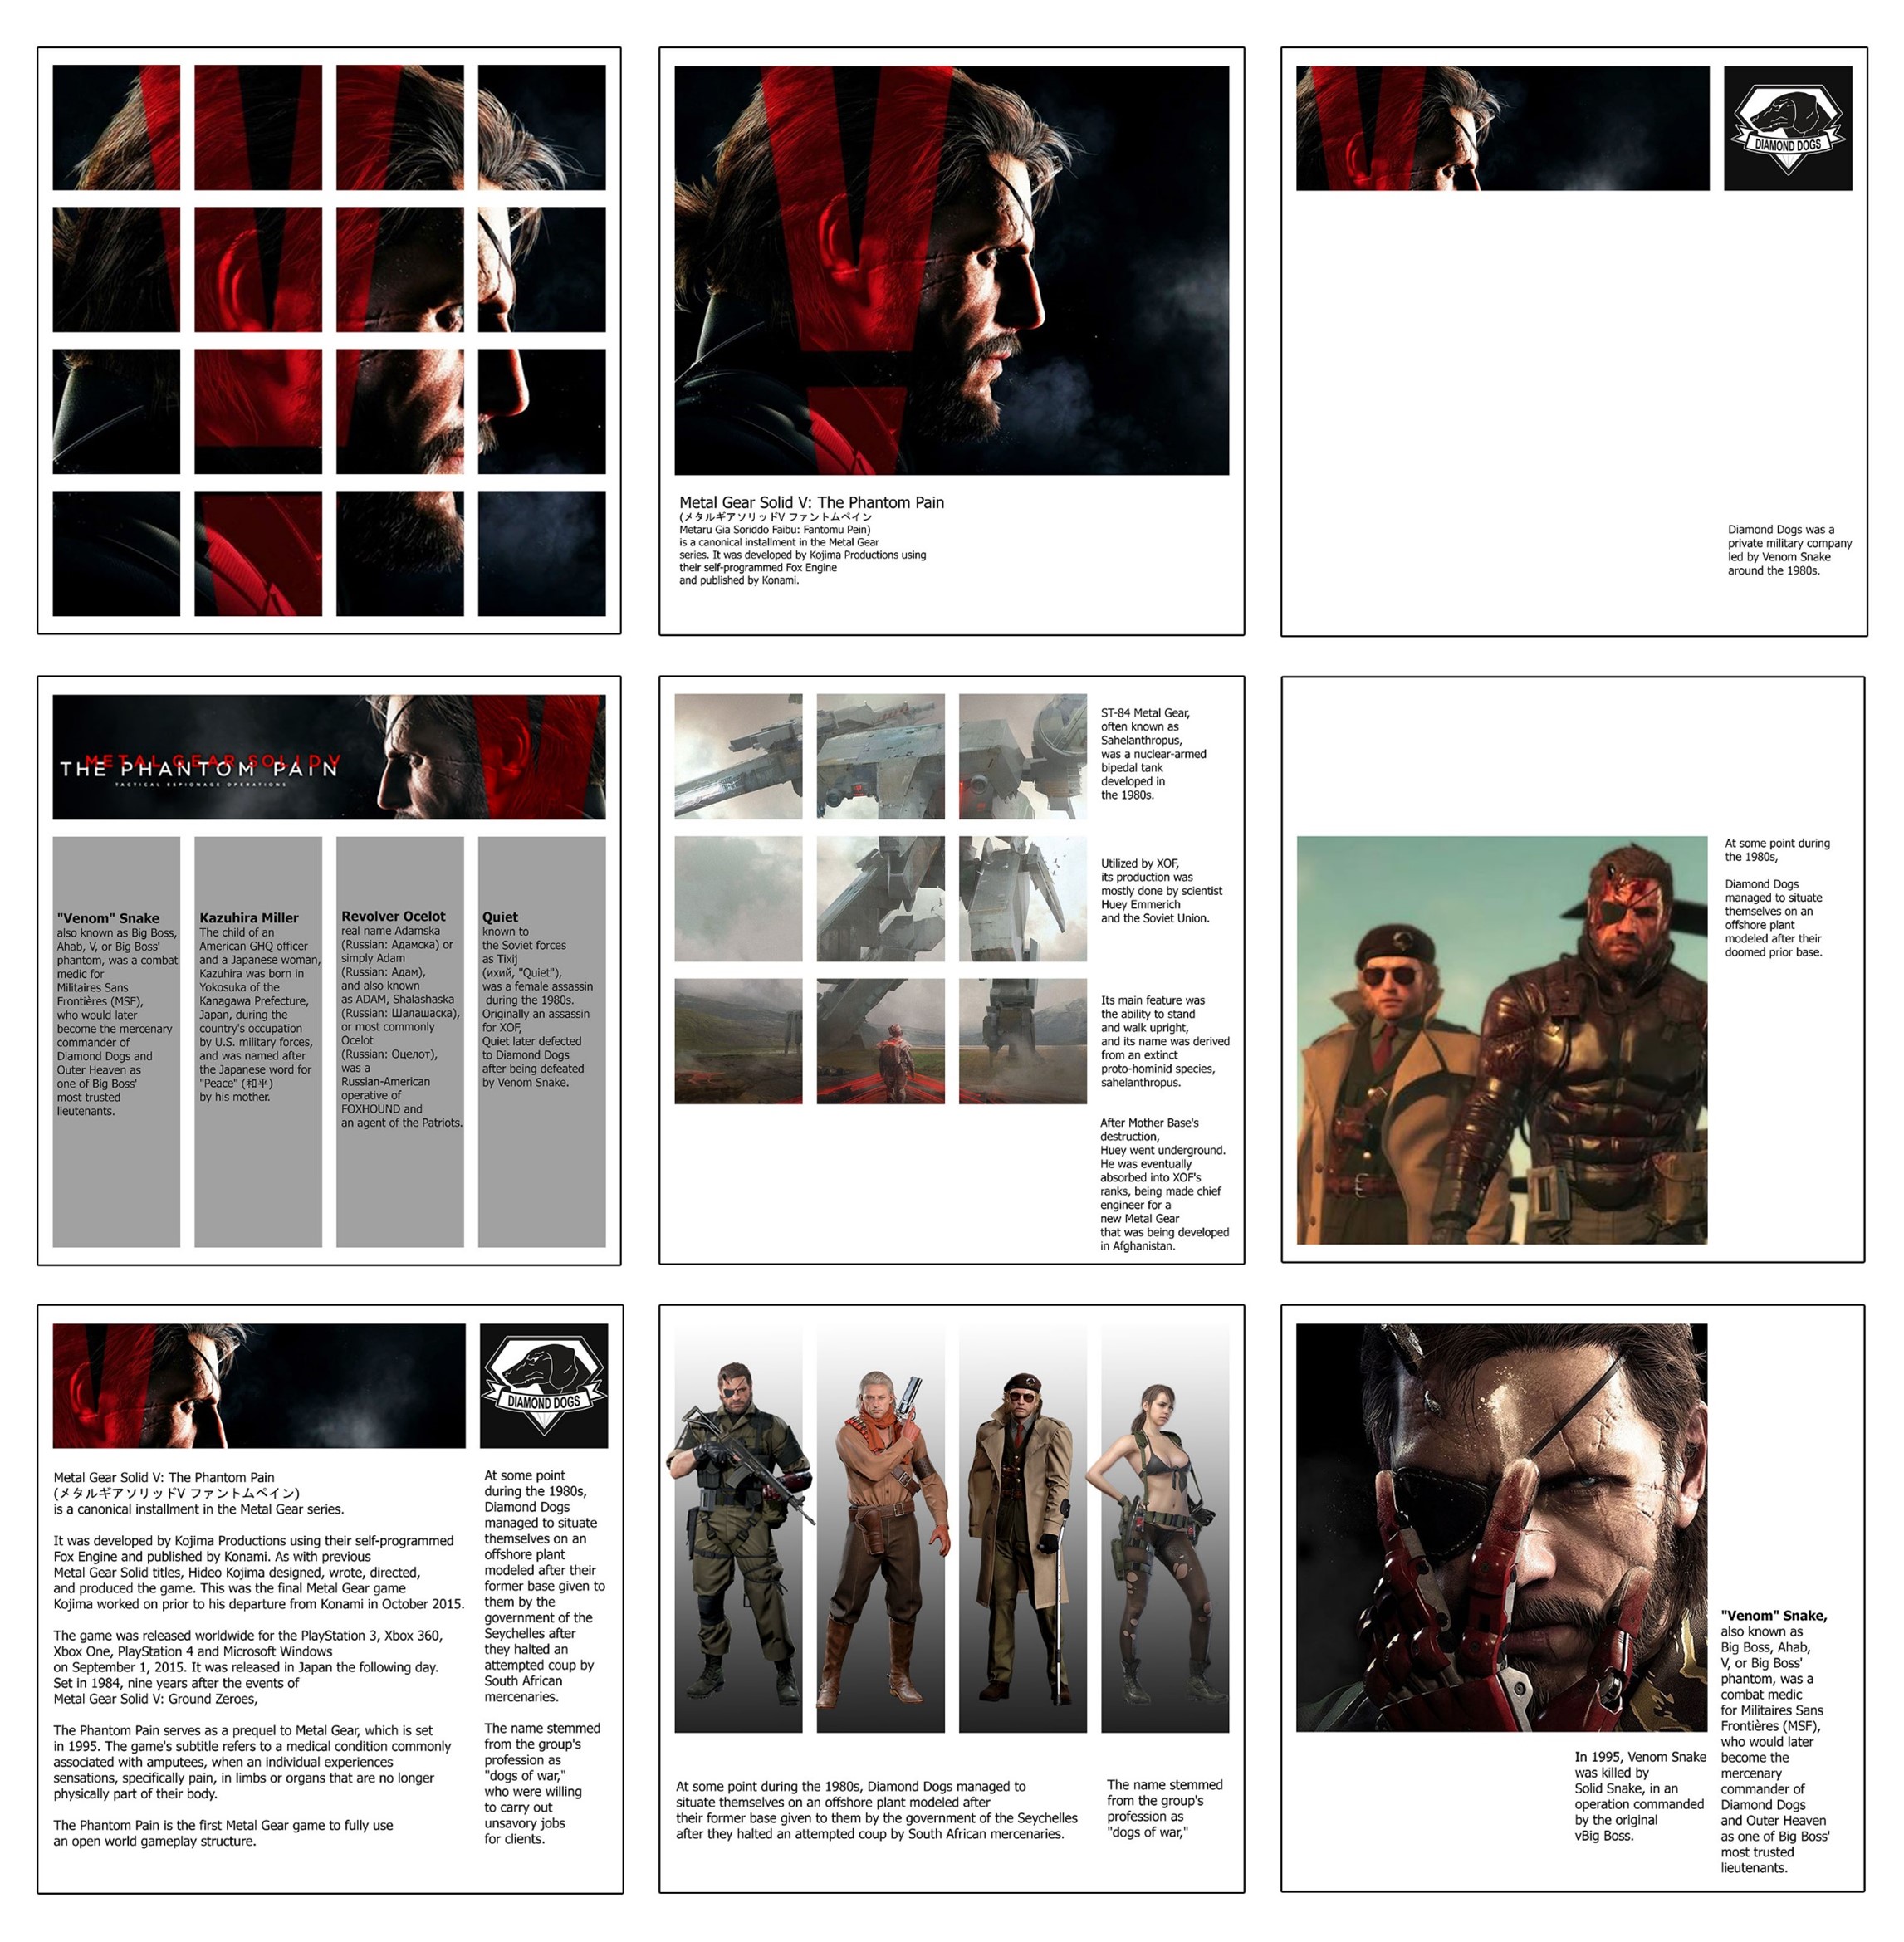 Metal Gear Solid V: The Phantom Pain
(メタルギアソリッドV ファントムペイン
Metaru Gia Soriddo Faibu: Fantomu Pein)
is a canonical installment in the Metal Gear
series. It was developed by Kojima Productions using
their self-programmed Fox Engine
and published by Konami.
DIAMOND DOGS
Diamond Dogs was a
private military company
led by Venom Snake
around the 1980s.
METAL GEAR SOLID V
THE PHANTOM PAIN
TACTICAL ESPIONAGE OPERATIONS
"Venom" Snake
also known as Big Boss,
Ahab, V, or Big Boss'
phantom, was a combat
medic for
Militaires Sans
Frontières (MSF),
who would later
become the mercenary
commander of
Diamond Dogs and
Outer Heaven as
one of Big Boss'
most trusted
lieutenants.
Kazuhira Miller
The child of an
American GHQ officer
and a Japanese woman,
Kazuhira was born in
Yokosuka of the
Kanagawa Prefecture,
Japan, during the
country's occupation
by U.S. military forces,
and was named after
the Japanese word for
"Peace" (和平)
by his mother.
Revolver Ocelot
real name Adamska
(Russian: Адамска) or
simply Adam
(Russian: Адам),
and also known
as ADAM, Shalashaska
(Russian: Шалашаска),
or most commonly
Ocelot
(Russian: Оцелот),
was a
Russian-American
operative of
FOXHOUND and
an agent of the Patriots.
Quiet
known to
the Soviet forces
as Tixij
(ихий, "Quiet"),
was a female assassin
during the 1980s.
Originally an assassin
for XOF,
Quiet later defected
to Diamond Dogs
after being defeated
by Venom Snake.
ST-84 Metal Gear,
often known as
Sahelanthropus,
was a nuclear-armed
bipedal tank
developed in
the 1980s.
Utilized by XOF,
its production was
mostly done by scientist
Huey Emmerich
and the Soviet Union.
Its main feature was
the ability to stand
and walk upright,
and its name was derived
from an extinct
proto-hominid species,
sahelanthropus.
After Mother Base's
destruction,
Huey went underground.
He was eventually
absorbed into XOF's
ranks, being made chief
engineer for a
new Metal Gear
that was being developed
in Afghanistan.
At some point during
the 1980s,
Diamond Dogs
managed to situate
themselves on an
offshore plant
modeled after their
doomed prior base.
DIAMOND DOGS
Metal Gear Solid V: The Phantom Pain
(メタルギアソリッドV ファントムペイン)
is a canonical installment in the Metal Gear series.
It was developed by Kojima Productions using their self-programmed
Fox Engine and published by Konami. As with previous
Metal Gear Solid titles, Hideo Kojima designed, wrote, directed,
and produced the game. This was the final Metal Gear game
Kojima worked on prior to his departure from Konami in October 2015.
The game was released worldwide for the PlayStation 3, Xbox 360,
Xbox One, PlayStation 4 and Microsoft Windows
on September 1, 2015. It was released in Japan the following day.
Set in 1984, nine years after the events of
Metal Gear Solid V: Ground Zeroes,
The Phantom Pain serves as a prequel to Metal Gear, which is set
in 1995. The game's subtitle refers to a medical condition commonly
associated with amputees, when an individual experiences
sensations, specifically pain, in limbs or organs that are no longer
physically part of their body.
The Phantom Pain is the first Metal Gear game to fully use
an open world gameplay structure.
At some point
during the 1980s,
Diamond Dogs
managed to situate
themselves on an
offshore plant
modeled after their
former base given to
them by the
government of the
Seychelles after
they halted an
attempted coup by
South African
mercenaries.
The name stemmed
from the group's
profession as
"dogs of war,"
who were willing
to carry out
unsavory jobs
for clients.
At some point during the 1980s, Diamond Dogs managed to
situate themselves on an offshore plant modeled after
their former base given to them by the government of the Seychelles
after they halted an attempted coup by South African mercenaries.
The name stemmed
from the group's
profession as
"dogs of war,"
In 1995, Venom Snake
was killed by
Solid Snake, in an
operation commanded
by the original
vBig Boss.
"Venom" Snake,
also known as
Big Boss, Ahab,
V, or Big Boss'
phantom, was a
combat medic
for Militaires Sans
Frontières (MSF),
who would later
become the
mercenary
commander of
Diamond Dogs
and Outer Heaven
as one of Big Boss'
most trusted
lieutenants.